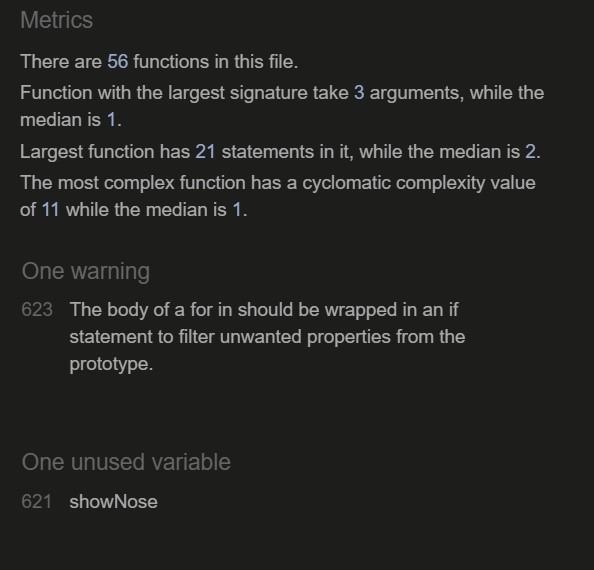 Metrics
There are 56 functions in this file.
Function with the largest signature take 3 arguments, while the
median is 1.
Largest function has 21 statements in it, while the median is 2.
The most complex function has a cyclomatic complexity value
of 11 while the median is 1.
One warning
623 The body of a for in should be wrapped in an if
statement to filter unwanted properties from the
prototype.
One unused variable
621 showNose